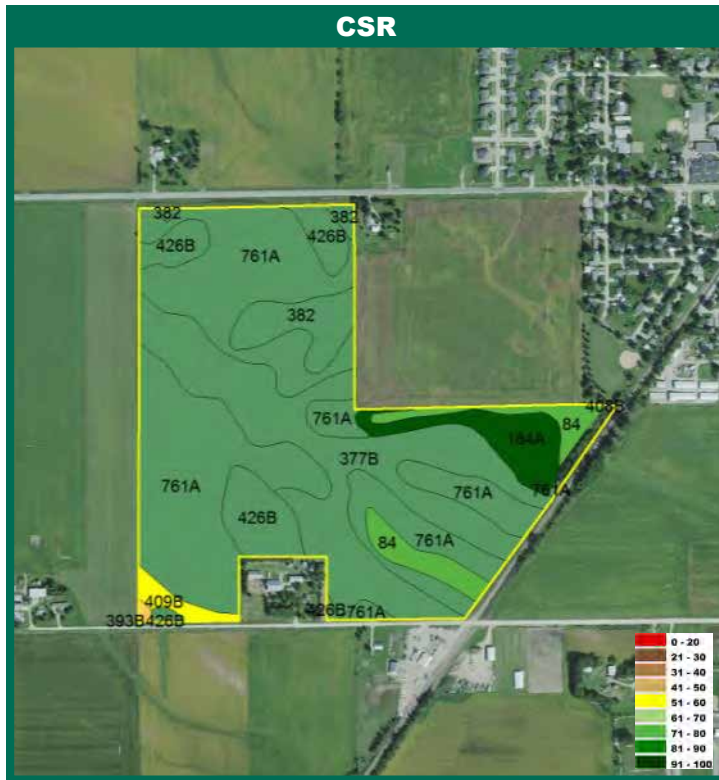 CSR
382
382
426B
426B
761A
382
761A
408B
84
184A
377B
761A
761A
761A
426B
84
761A
409B
426B
761A
393B
426B
0 - 20
21 - 30
31 - 40
41 - 50
51 - 60
61 - 70
71 - 80
81 - 90
91 - 100